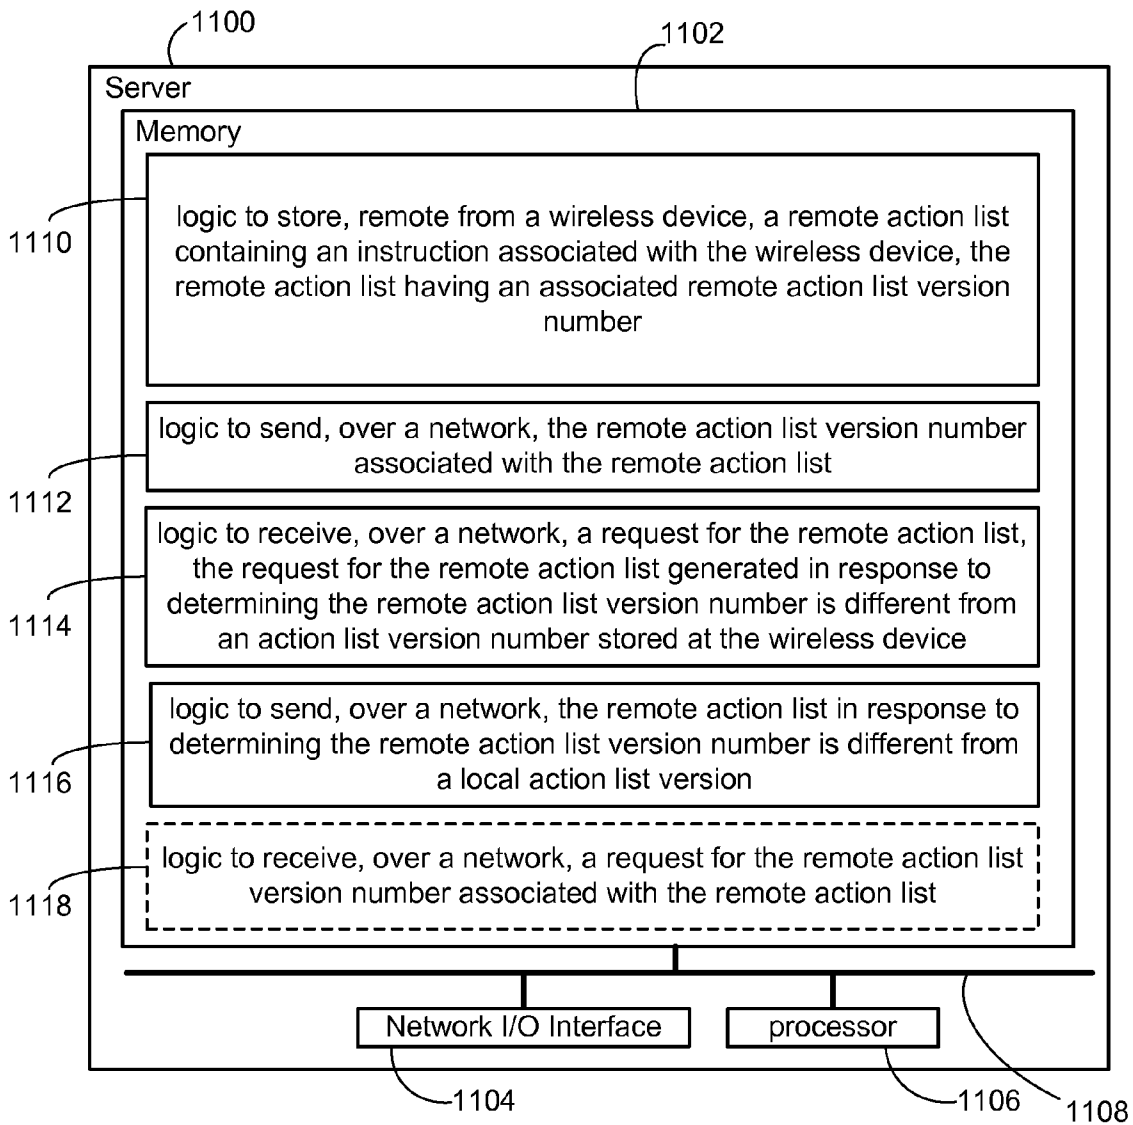 1100
1102
Server
Memory
1110
logic to store, remote from a wireless device, a remote action list
containing an instruction associated with the wireless device, the
remote action list having an associated remote action list version
number
1112
logic to send, over a network, the remote action list version number
associated with the remote action list
1114
logic to receive, over a network, a request for the remote action list,
the request for the remote action list generated in response to
determining the remote action list version number is different from
an action list version number stored at the wireless device
1116
logic to send, over a network, the remote action list in response to
determining the remote action list version number is different from
a local action list version
1118
logic to receive, over a network, a request for the remote action list
version number associated with the remote action list
Network I/O Interface
processor
1104
1106
1108